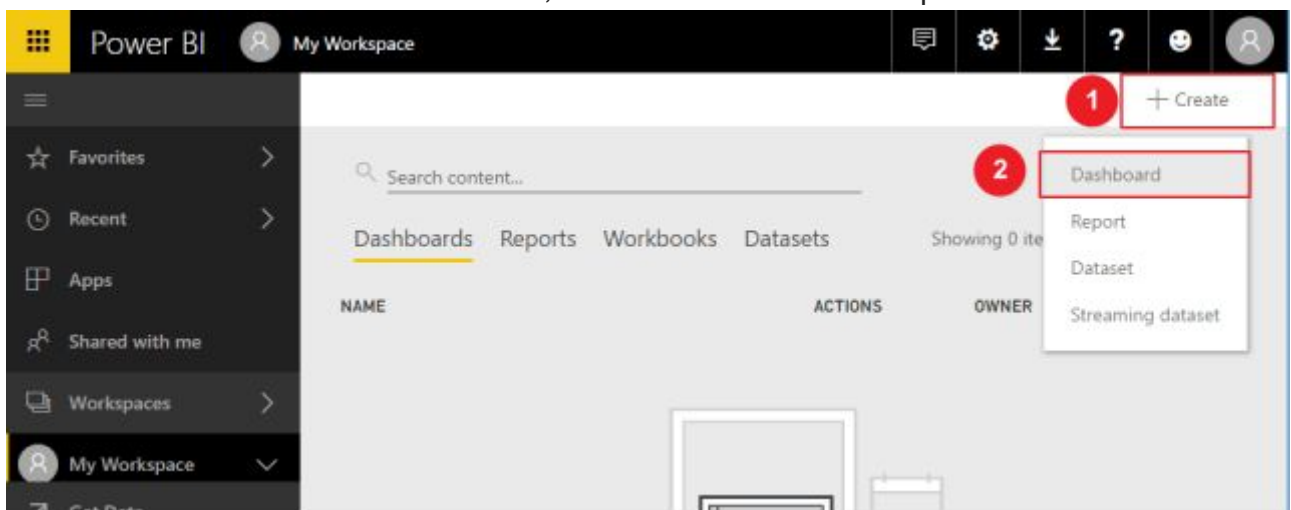 Power BI My Workspace ?
1 + Create
Favorites >
Search content...
2 Dashboard
Recent >
Dashboards Reports Workbooks Datasets Showing 0 ite
Report
Apps
Dataset
NAME ACTIONS OWNER
Streaming dataset
Shared with me
Workspaces >
My Workspace